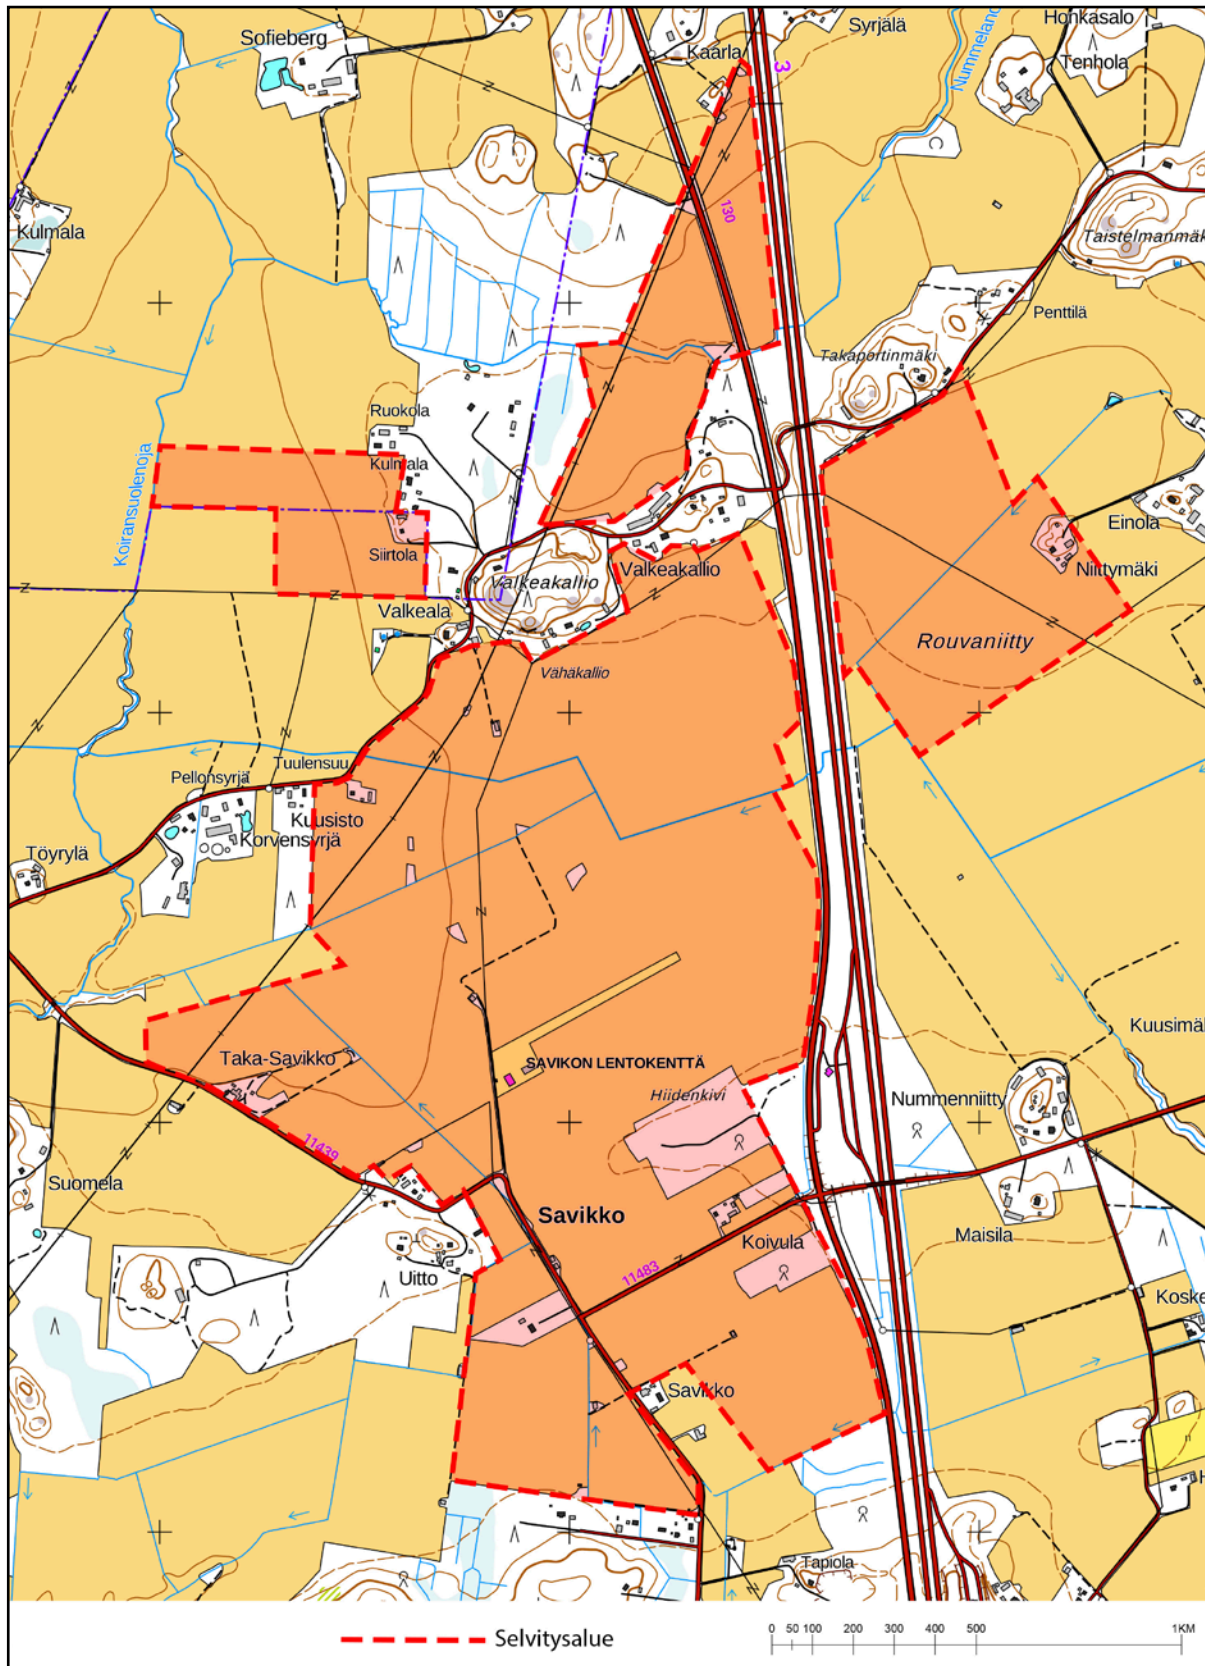 Sofieberg
Kaarla
3
Syrjälä
Honkasalo
Tenhola
Kulmala
130
Taistelmanmäk
Penttilä
Takaportinmäki
Ruokola
Kulmala
Koiransuolenoja
Siirtola
Valkeakallio
Valkeakallio
Einola
Niittymäki
Valkeala
Rouvaniitty
Vähäkallio
Pellonsyrjä
Tuulensuu
Kuusisto
Korvensyrjä
Töyrylä
Taka-Savikko
SAVIKON LENTOKENTTÄ
Hiidenkivi
Nummenniitty
Kuusimäl
11439
Suomela
Savikko
Koivula
Maisila
Uitto
11483
Koske
Savikko
H
Tapiola
Selvitysalue
0 50 100 200 300 400 500 1KM